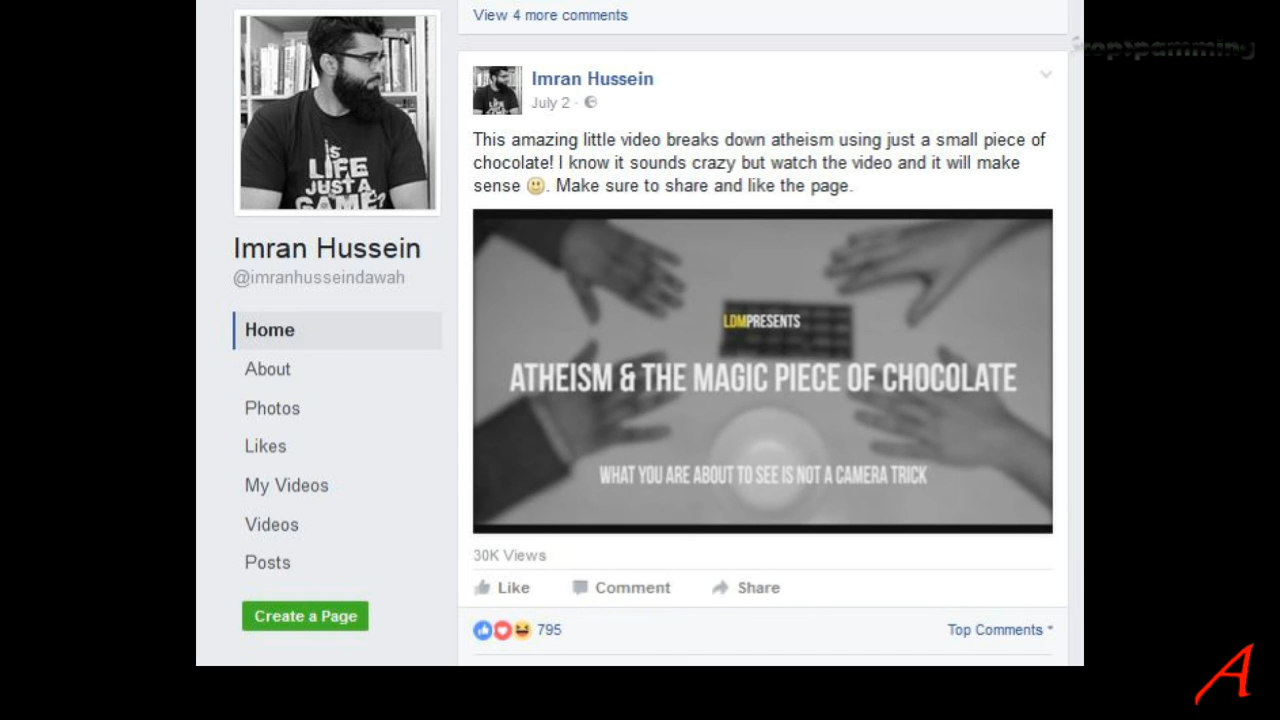 View 4 more comments
Imran Hussein
July 2 ·
This amazing little video breaks down atheism using just a small piece of
chocolate! I know it sounds crazy but watch the video and it will make
sense 🙂. Make sure to share and like the page.
IS
LIFE
JUST A
GAME?
Imran Hussein
@imranhusseindawah
Home
About
Photos
Likes
My Videos
Videos
Posts
Create a Page
LDMPRESENTS
ATHEISM & THE MAGIC PIECE OF CHOCOLATE
WHAT YOU ARE ABOUT TO SEE IS NOT A CAMERA TRICK
30K Views
Like Comment Share
795 Top Comments
A